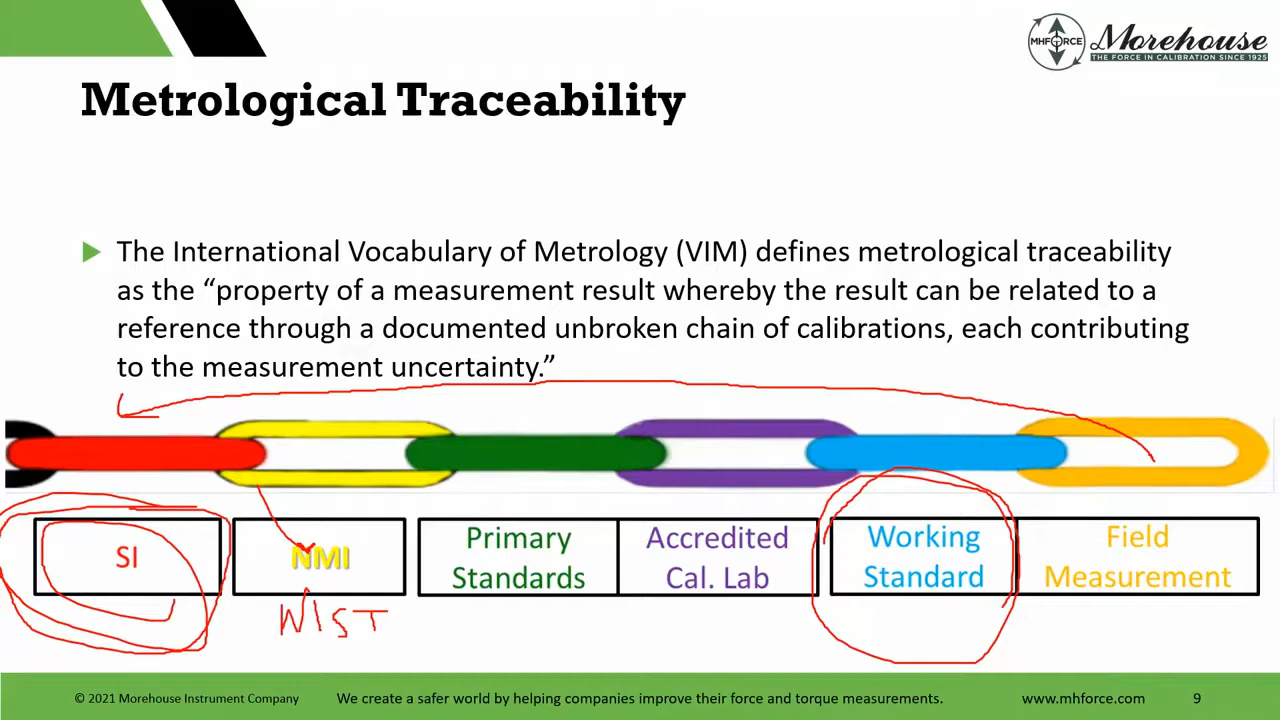 MHFORCE
Morehouse
THE FORCE IN CALIBRATION SINCE 1925
Metrological Traceability
The International Vocabulary of Metrology (VIM) defines metrological traceability
as the “property of a measurement result whereby the result can be related to a
reference through a documented unbroken chain of calibrations, each contributing
to the measurement uncertainty.”
SI
NMI
Primary
Standards
Accredited
Cal. Lab
Working
Standard
Field
Measurement
NIST
© 2021 Morehouse Instrument Company
We create a safer world by helping companies improve their force and torque measurements.
www.mhforce.com
9